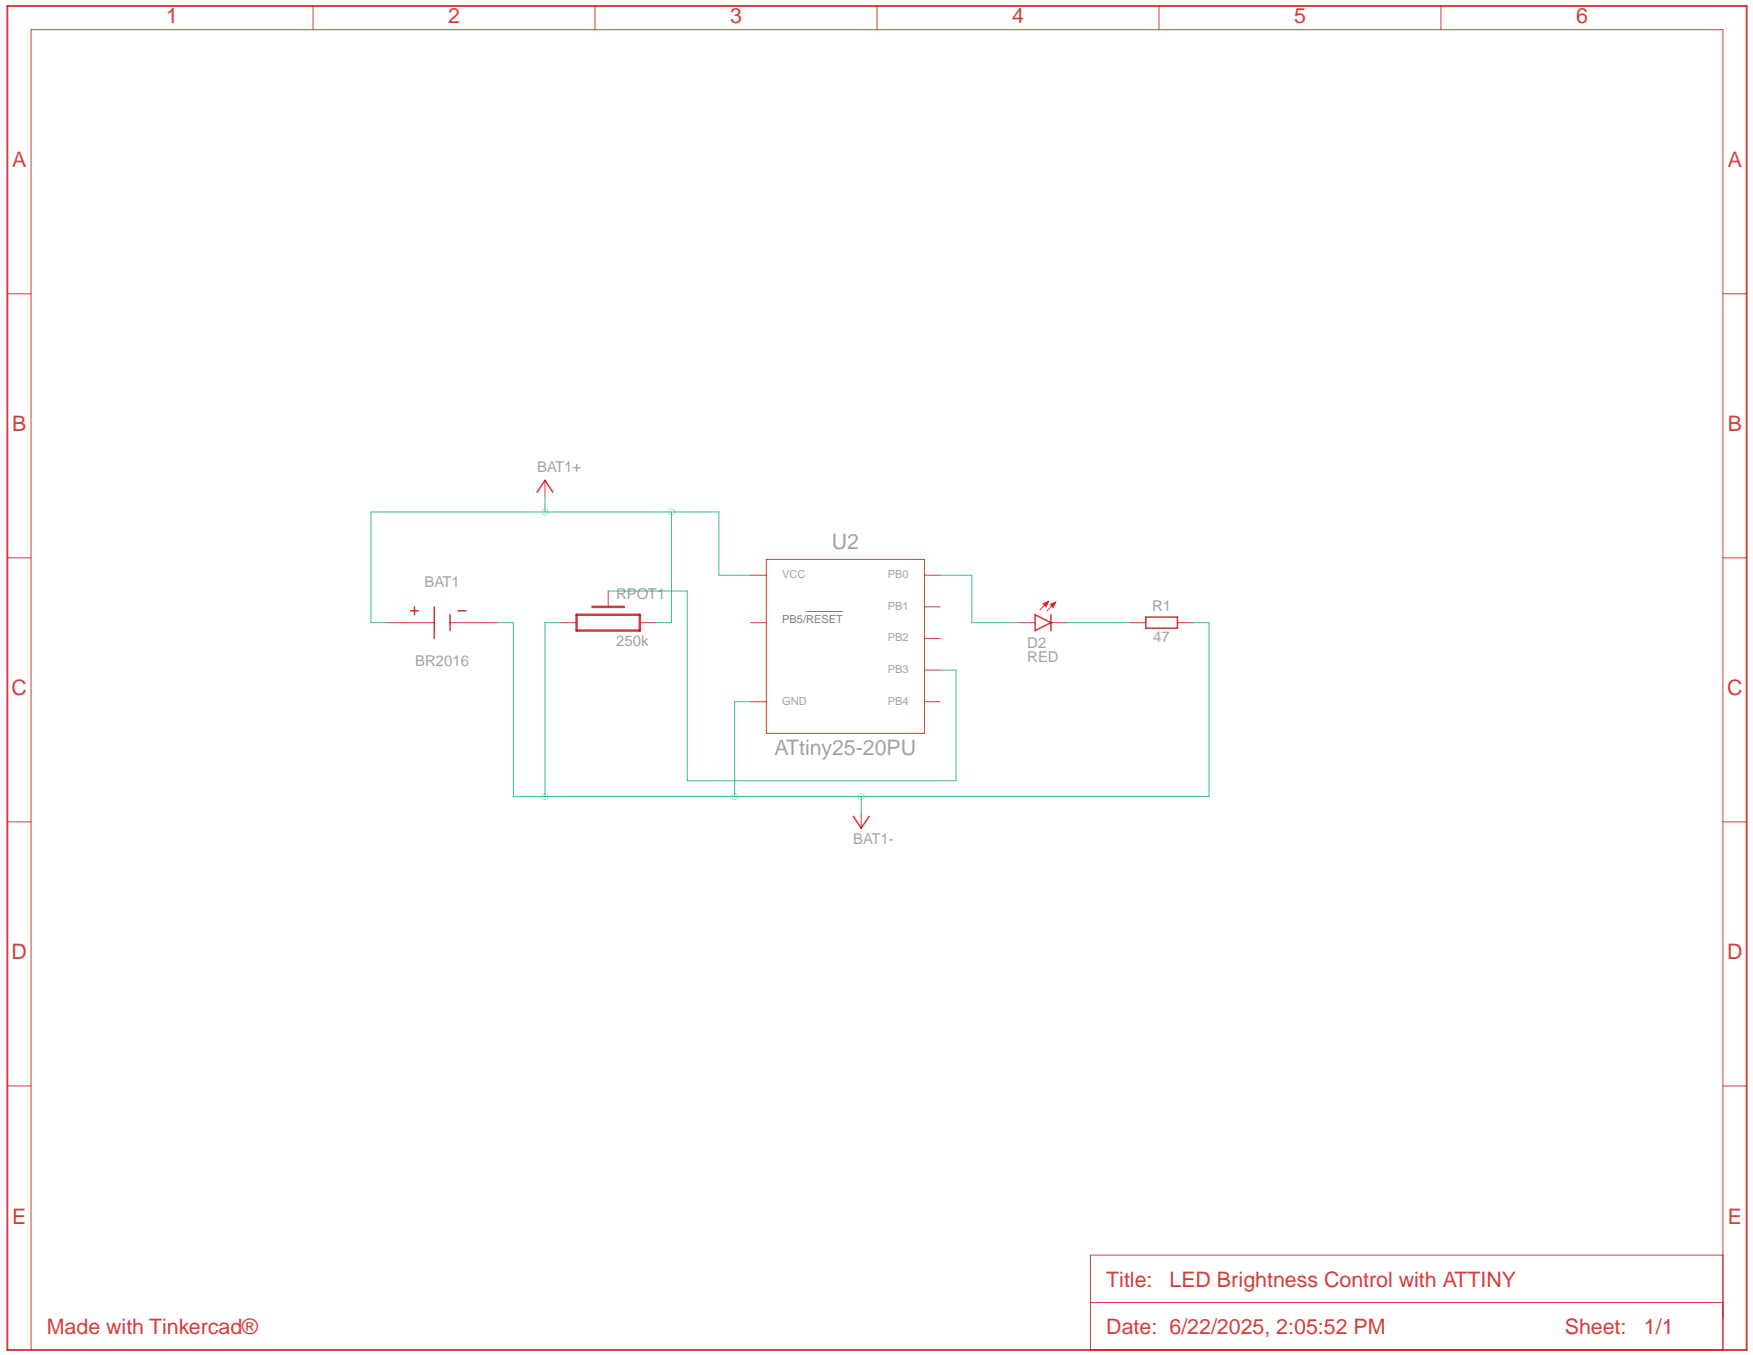 1 2 3 4 5 6
A A
B B
BAT1+
U2
BAT1
+ −
BR2016
RPOT1
250k
VCC PB0
PB1
PB5/RESET
PB2
PB3
GND PB4
ATtiny25-20PU
D2
RED
R1
47
C C
BAT1-
D D
E E
Title: LED Brightness Control with ATTINY
Date: 6/22/2025, 2:05:52 PM Sheet: 1/1
Made with Tinkercad®